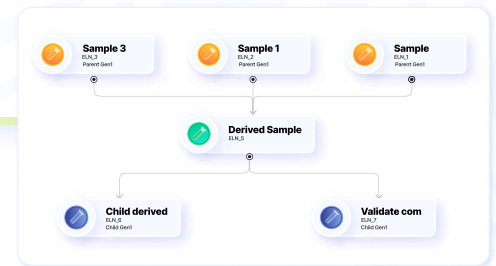 Sample 3
ELN_3
Parent Gen1
Sample 1
ELN_2
Parent Gen1
Sample
ELN_1
Parent Gen1
Derived Sample
ELN_5
Child derived
ELN_6
Child Gen1
Validate com
ELN_7
Child Gen1